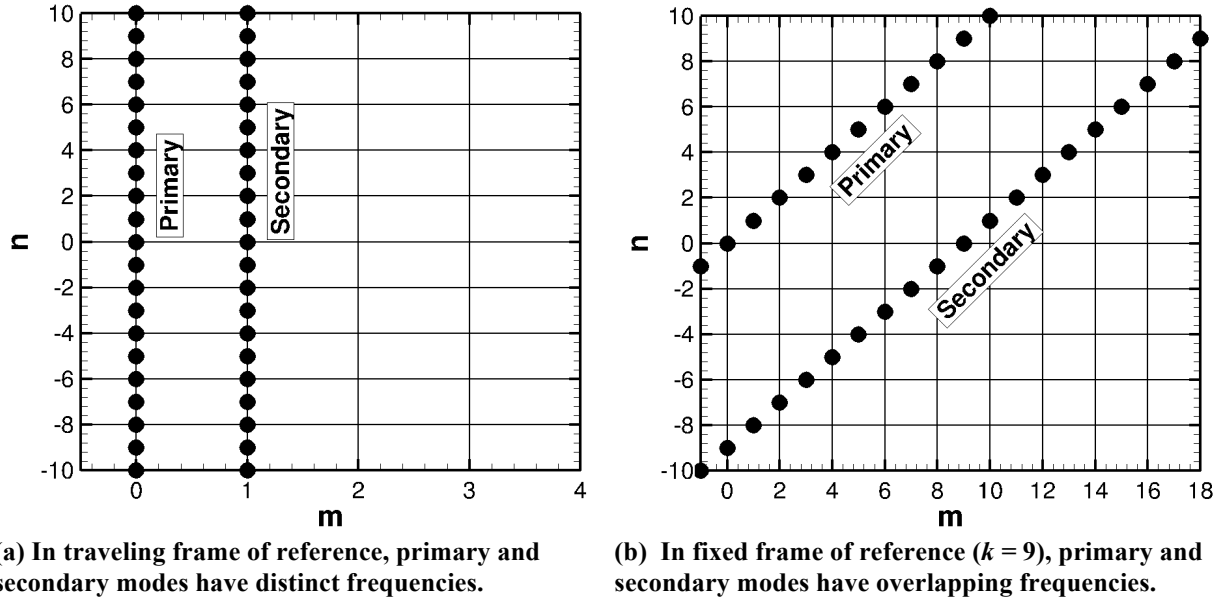 10
8
6
4
2
0
-2
-4
-6
-8
-10
n
Primary
Secondary
0 1 2 3 4
m
10
8
6
4
2
0
-2
-4
-6
-8
-10
n
Primary
Secondary
0 2 4 6 8 10 12 14 16 18
m
(a) In traveling frame of reference, primary and
secondary modes have distinct frequencies.
(b) In fixed frame of reference (k = 9), primary and
secondary modes have overlapping frequencies.